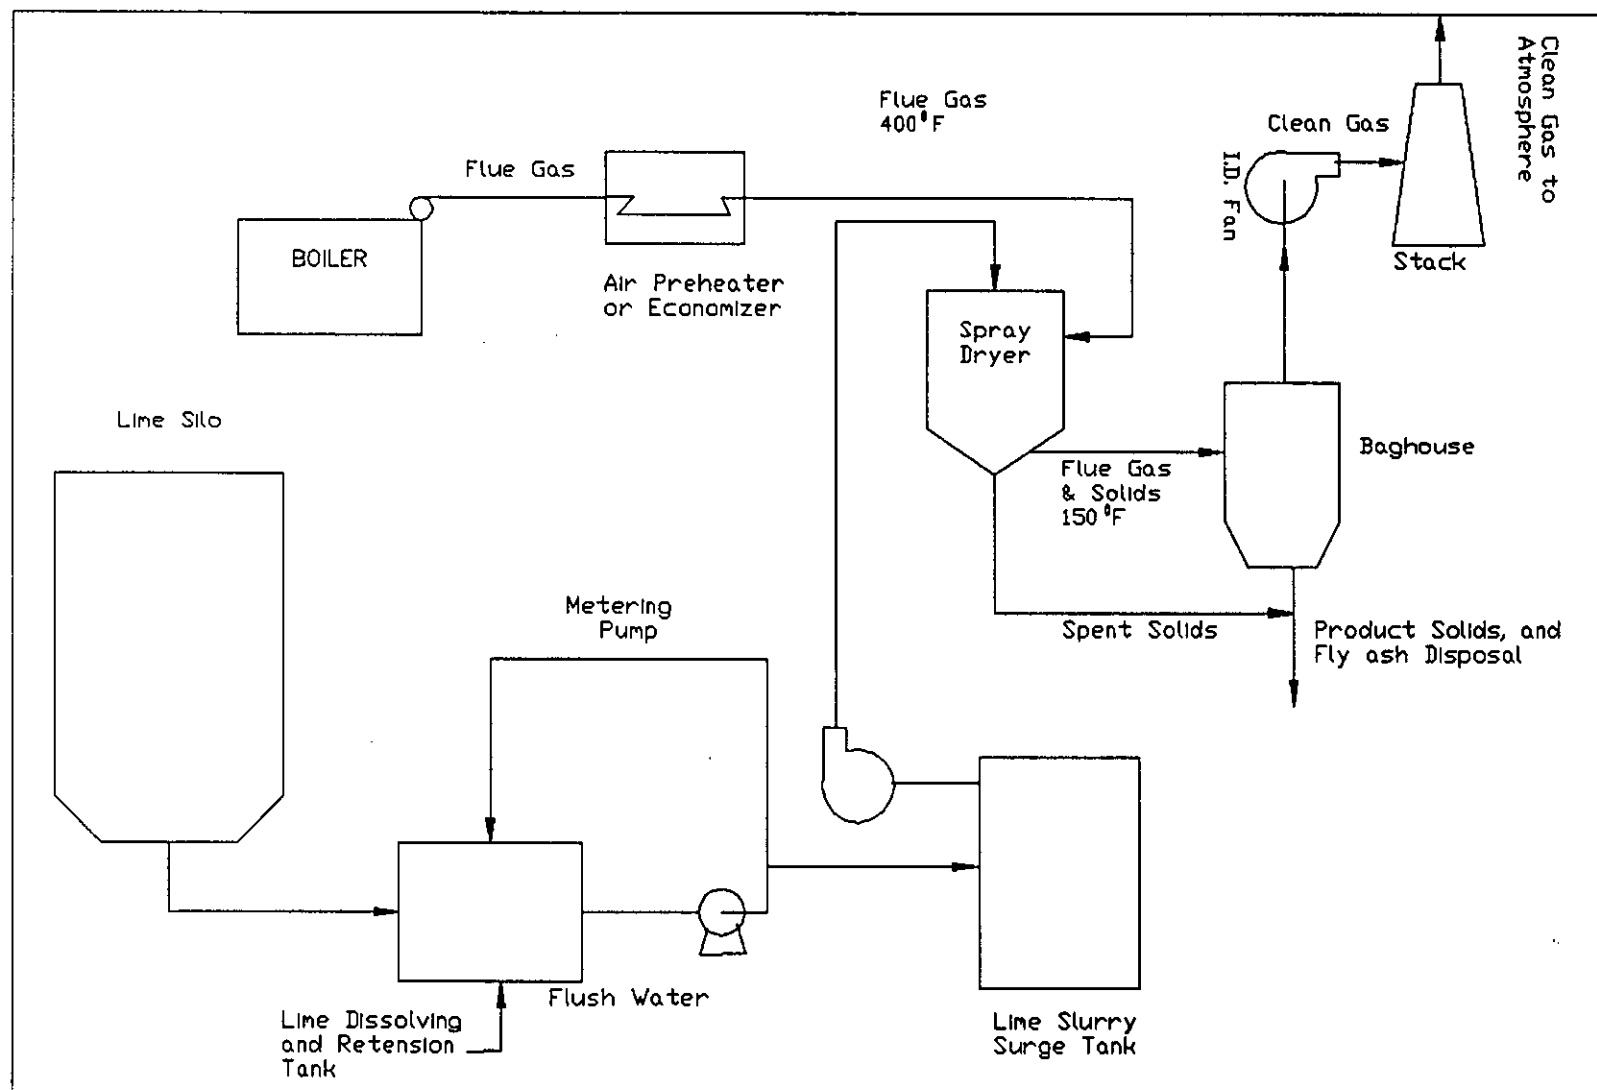 Clean Gas to
Atmosphere
Flue Gas
400°F
Clean Gas
Flue Gas
I.D. Fan
BOILER
Stack
Air Preheater
or Economizer
Spray
Dryer
Lime Silo
Baghouse
Flue Gas
& Solids
150°F
Metering
Pump
Spent Solids
Product Solids, and
Fly ash Disposal
Flush Water
Lime Dissolving
and Retension
Tank
Lime Slurry
Surge Tank